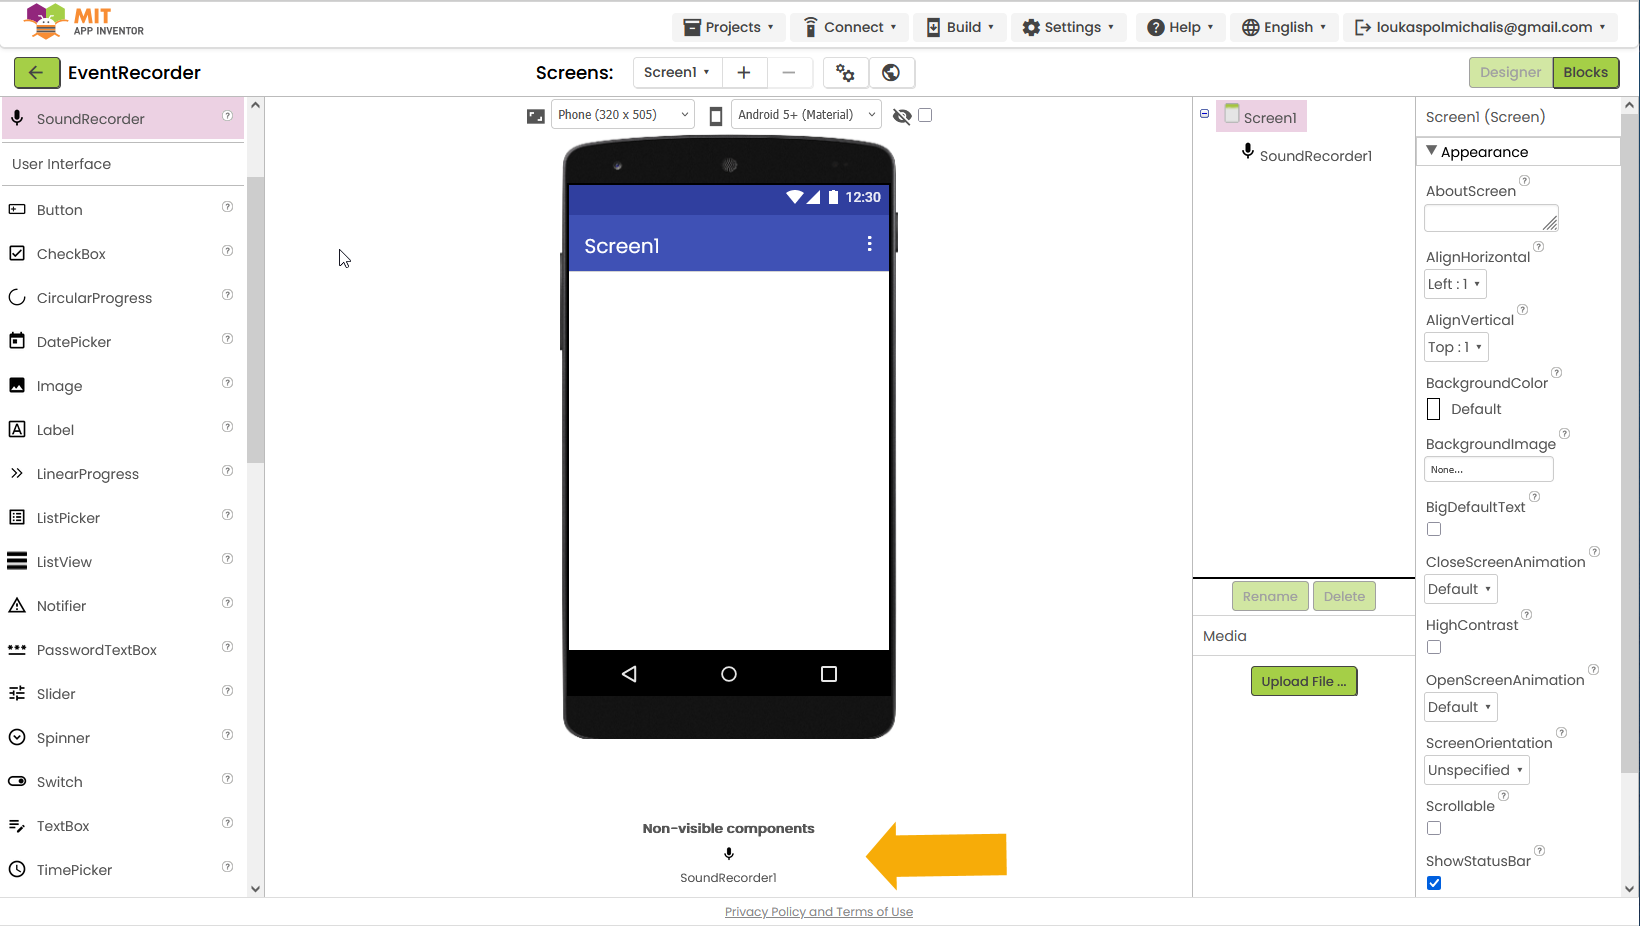 MIT
APP INVENTOR
Projects
Connect
Build
Settings
Help
English
loukaspolmichalis@gmail.com
EventRecorder
Screens:
Screen1
Designer
Blocks
SoundRecorder
User Interface
Button
CheckBox
CircularProgress
DatePicker
Image
Label
LinearProgress
ListPicker
ListView
Notifier
PasswordTextBox
Slider
Spinner
Switch
TextBox
TimePicker
Phone (320 x 505)
Android 5+ (Material)
12:30
Screen1
Non-visible components
SoundRecorder1
Screen1
SoundRecorder1
Rename
Delete
Media
Upload File ...
Screen1 (Screen)
Appearance
AboutScreen
AlignHorizontal
Left : 1
AlignVertical
Top : 1
BackgroundColor
Default
BackgroundImage
None...
BigDefaultText
CloseScreenAnimation
Default
HighContrast
OpenScreenAnimation
Default
ScreenOrientation
Unspecified
Scrollable
ShowStatusBar
Privacy Policy and Terms of Use